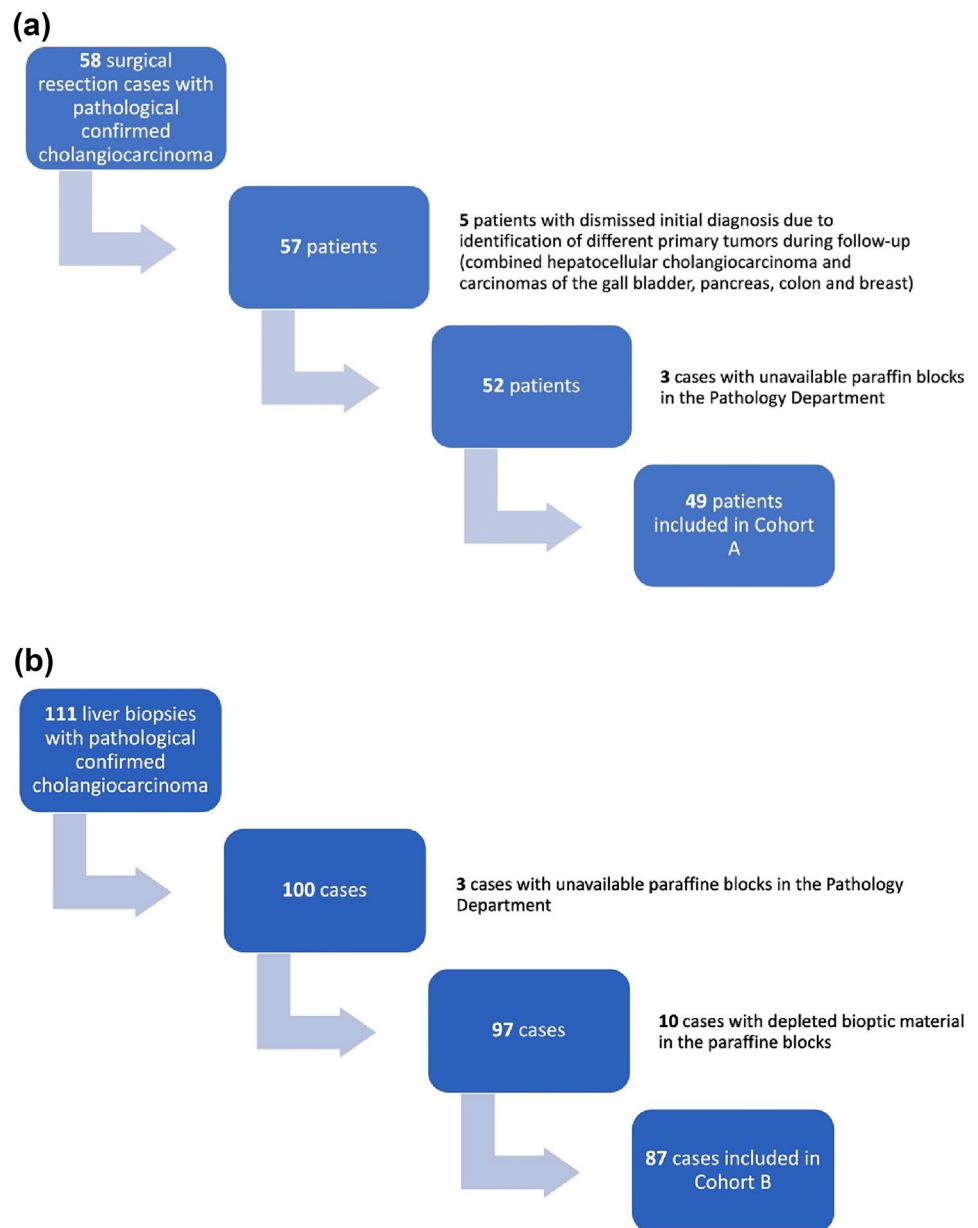 (a)
58 surgical
resection cases with
pathological
confirmed
cholangiocarcinoma
57 patients
5 patients with dismissed initial diagnosis due to
identification of different primary tumors during follow-up
(combined hepatocellular cholangiocarcinoma and
carcinomas of the gall bladder, pancreas, colon and breast)
52 patients
3 cases with unavailable paraffin blocks
in the Pathology Department
49 patients
included in Cohort
A
(b)
111 liver biopsies
with pathological
confirmed
cholangiocarcinoma
100 cases
3 cases with unavailable paraffine blocks in the Pathology
Department
97 cases
10 cases with depleted bioptic material
in the paraffine blocks
87 cases included in
Cohort B